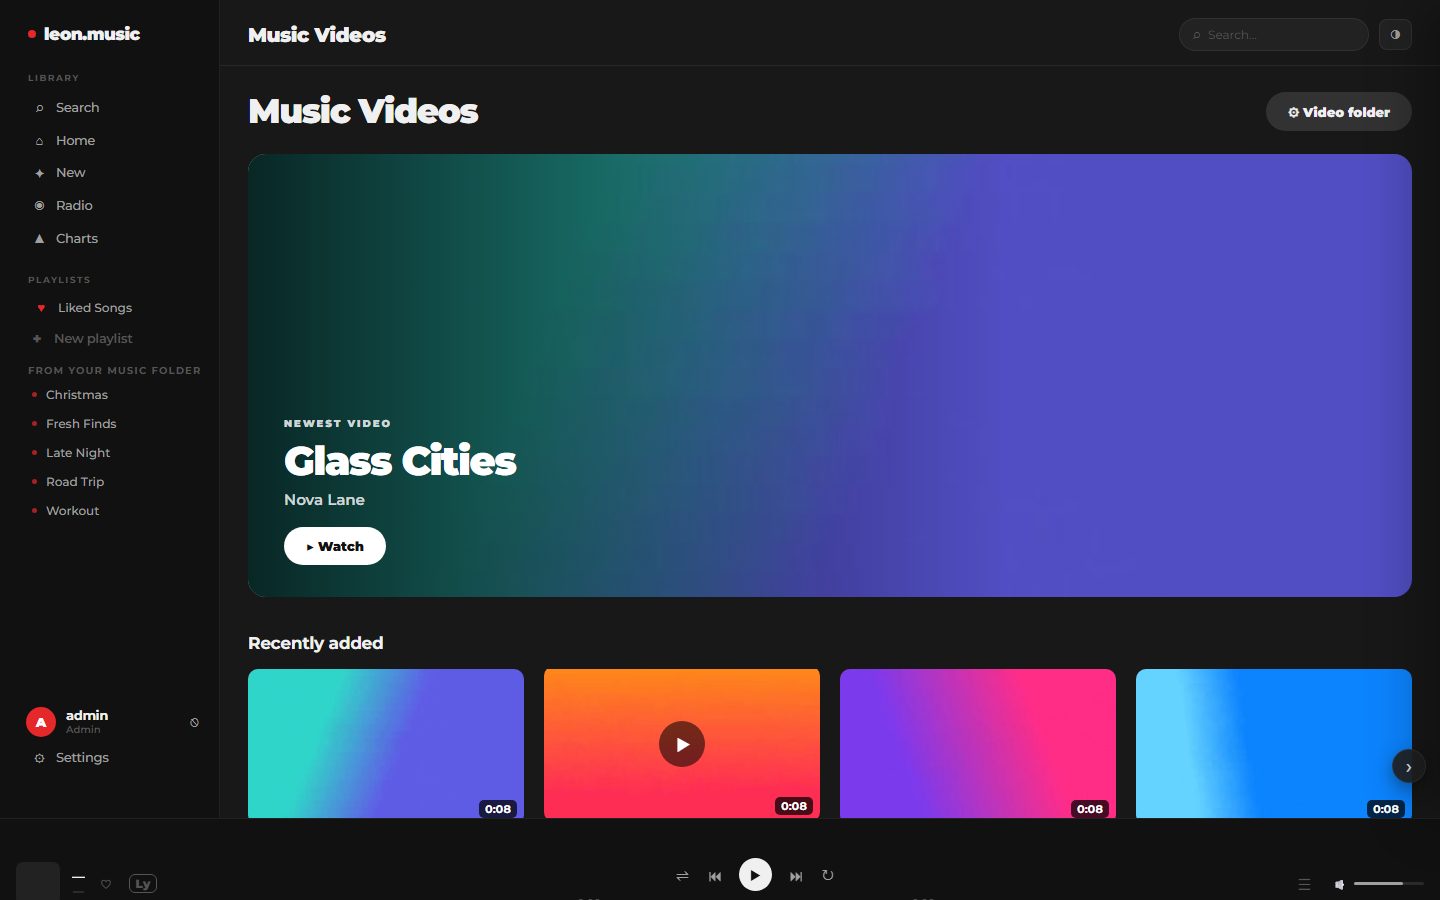 leon.music
LIBRARY
Search
Home
New
Radio
Charts
PLAYLISTS
Liked Songs
New playlist
FROM YOUR MUSIC FOLDER
Christmas
Fresh Finds
Late Night
Road Trip
Workout
A
admin
Admin
Settings
Music Videos
Search...
Music Videos
Video folder
NEWEST VIDEO
Glass Cities
Nova Lane
Watch
Recently added
0:08
0:08
0:08
0:08
Ly